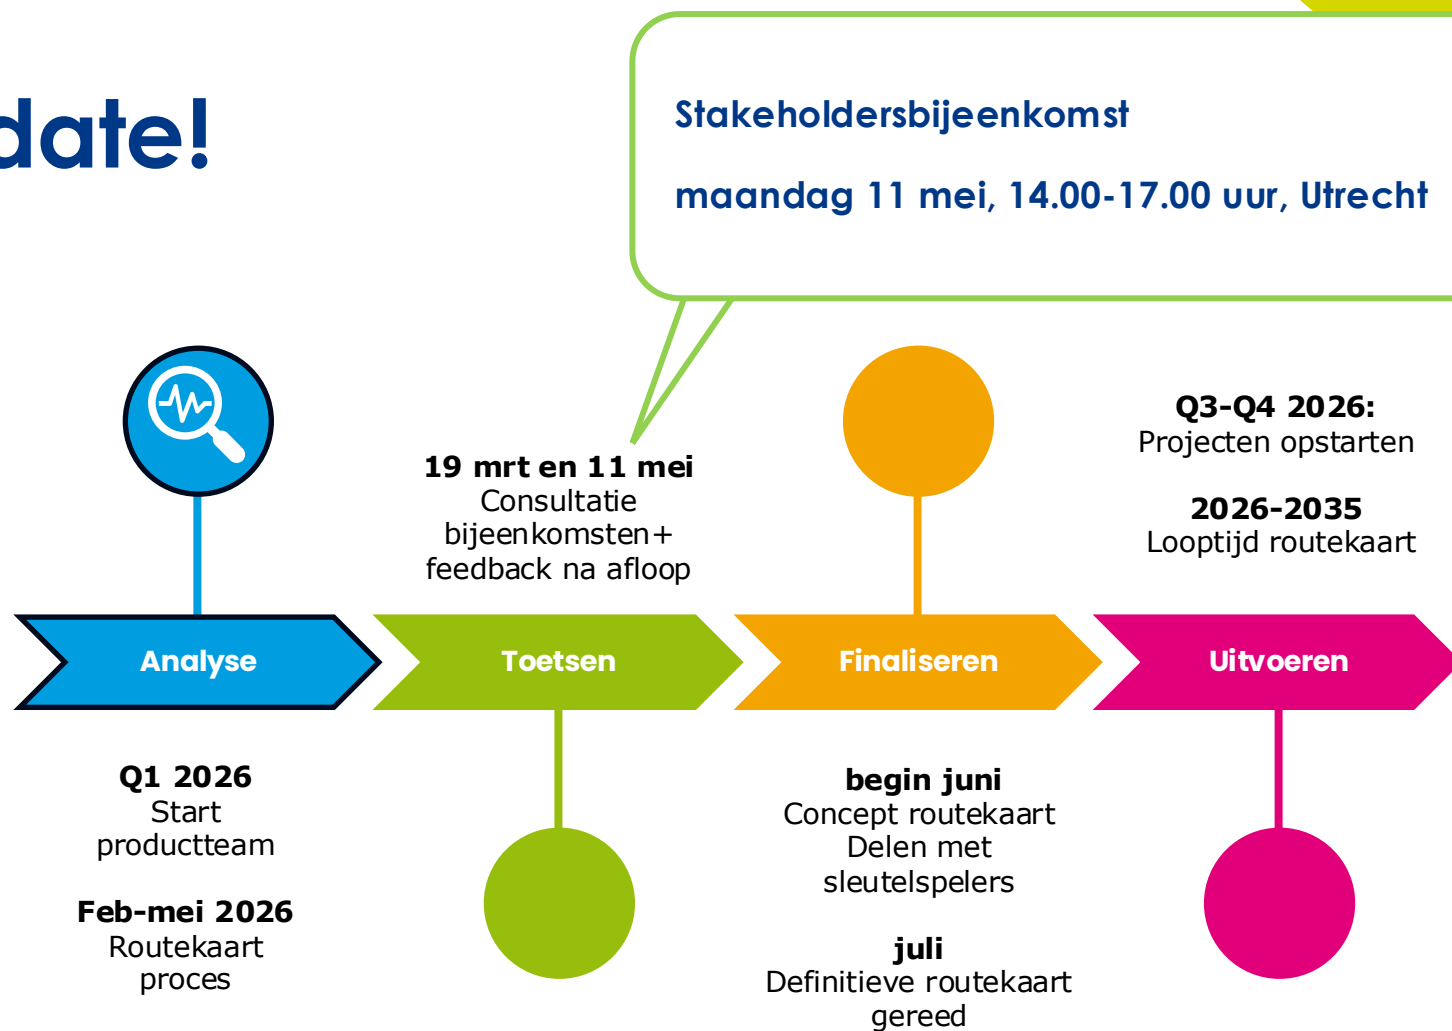 date!
Stakeholdersbijeenkomst
maandag 11 mei, 14.00-17.00 uur, Utrecht
19 mrt en 11 mei
Consultatie
bijeenkomsten+
feedback na afloop
Q3-Q4 2026:
Projecten opstarten
2026-2035
Looptijd routekaart
Analyse
Toetsen
Finaliseren
Uitvoeren
Q1 2026
Start
productteam
Feb-mei 2026
Routekaart
proces
begin juni
Concept routekaart
Delen met
sleutelspelers
juli
Definitieve routekaart
gereed